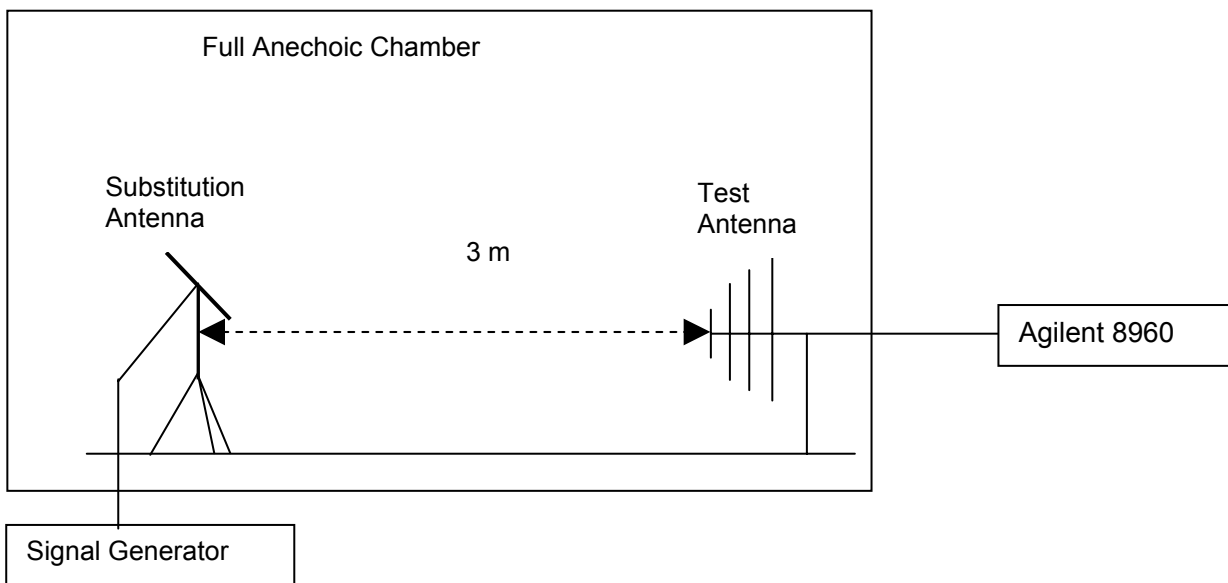 Full Anechoic Chamber
Substitution
Antenna
Test
Antenna
3 m
Agilent 8960
Signal Generator